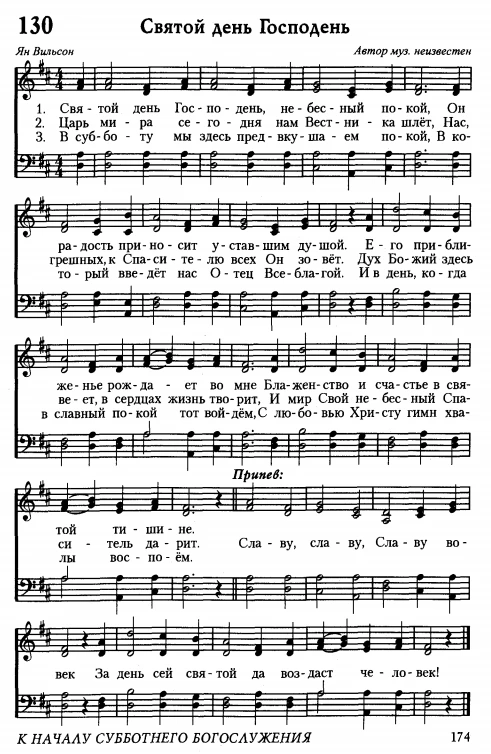 130
Святой день Господень
Ян Вильсон
Автор муз. неизвестен
1. Свя - той день Гос - по - день, не - бес - ный по - кой, Он
2. Царь ми - ра се - го - дня нам Вест - ни - ка шлёт, Нас,
3. В суб - бо - ту мы здесь пред - вку - ша - ем по - кой, В ко -
ра - дость при - но - сит у - став - шим ду - шой. Е - го при - бли -
грешных, к Спа - си - те - лю всех Он зо - вёт. Дух Бо - жий здесь
то - рый вве - дёт нас О - тец Все - бла - гой. И в день, ко - гда
же - нье рож - да - ет во мне Бла - жен - ство и сча - стье в свя -
ве - ет, в сердцах жизнь тво - рит, И мир Свой не - бес - ный Спа -
в славный по - кой тот вой - дём, С лю - бо - вью Хри - сту гимн хва -
Припев:
той ти - ши - не.
си - тель да - рит. Сла - ву, сла - ву, Сла - ву во -
лы вос - по - ём.
век За день сей свя - той да воз - даст че - ло - век!
К НАЧАЛУ СУББОТНЕГО БОГОСЛУЖЕНИЯ
174